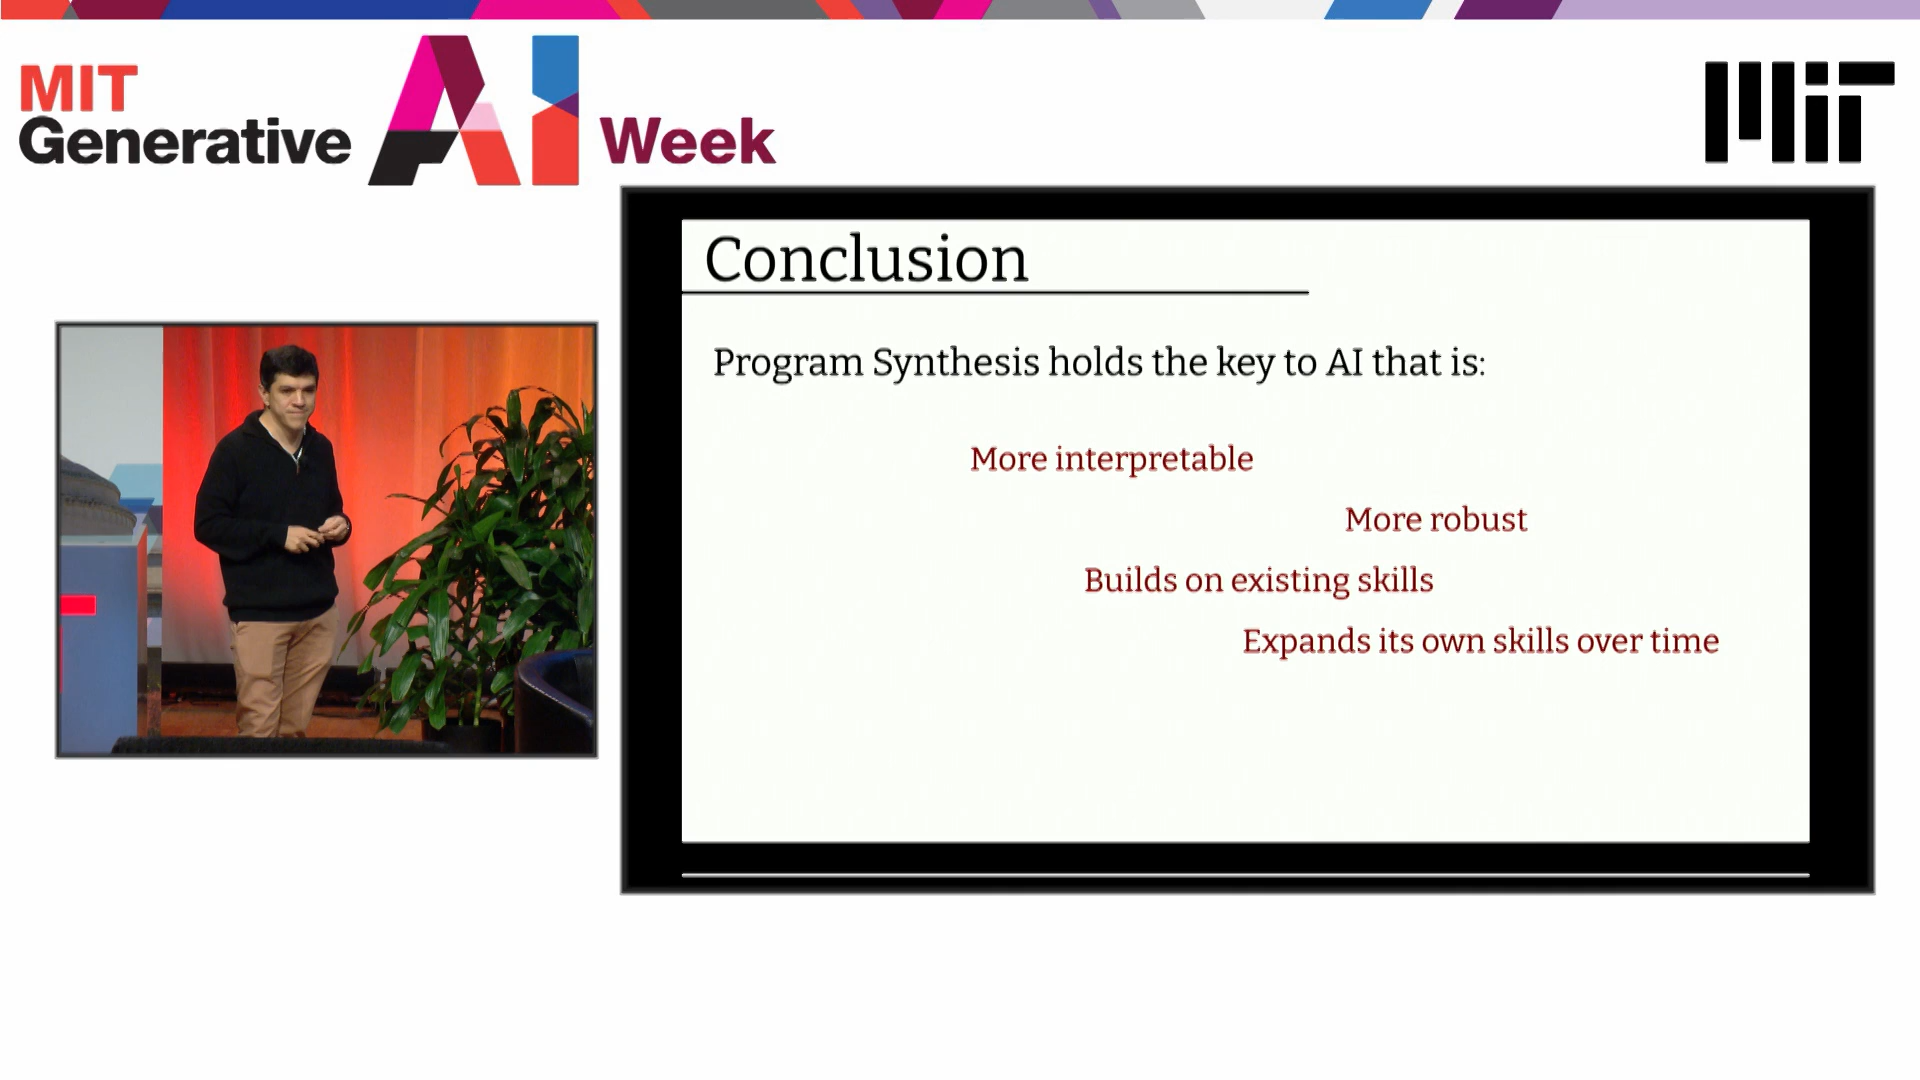 MIT
Generative AI Week
MIT
Conclusion
Program Synthesis holds the key to AI that is:
More interpretable
More robust
Builds on existing skills
Expands its own skills over time